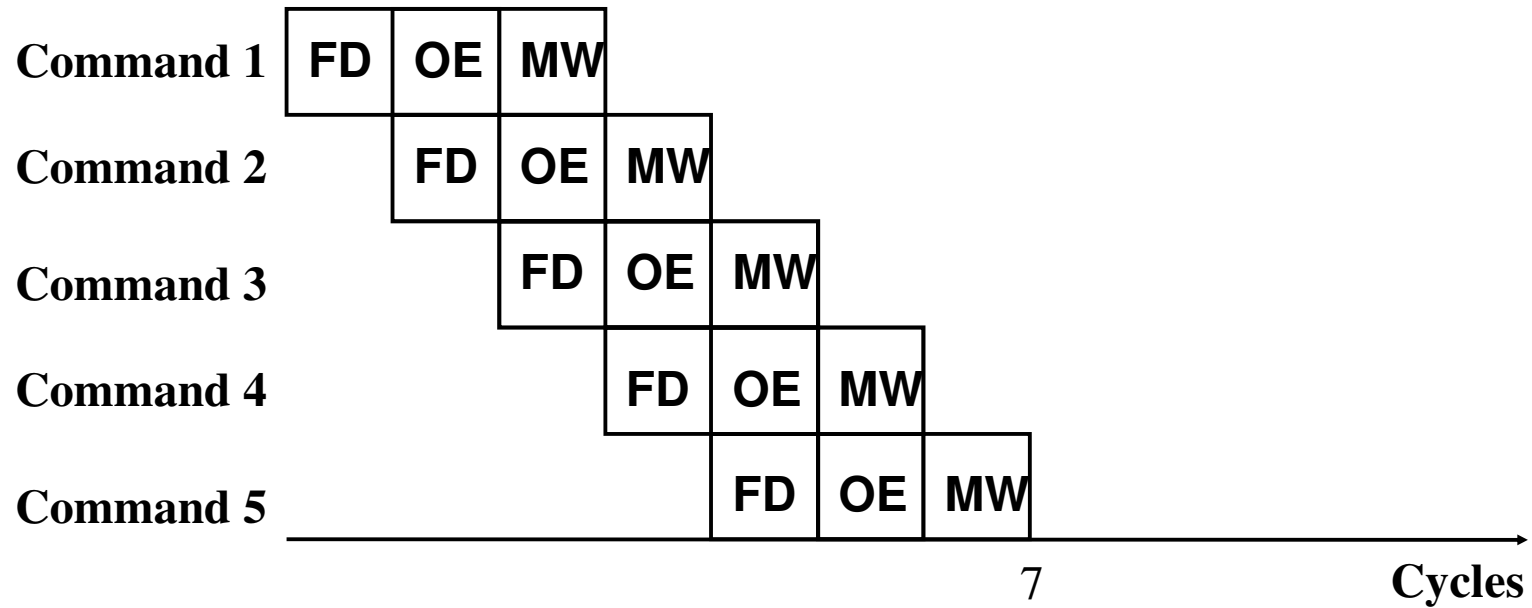 Command 1 FD OE MW
Command 2 FD OE MW
Command 3 FD OE MW
Command 4 FD OE MW
Command 5 FD OE MW
7
Cycles